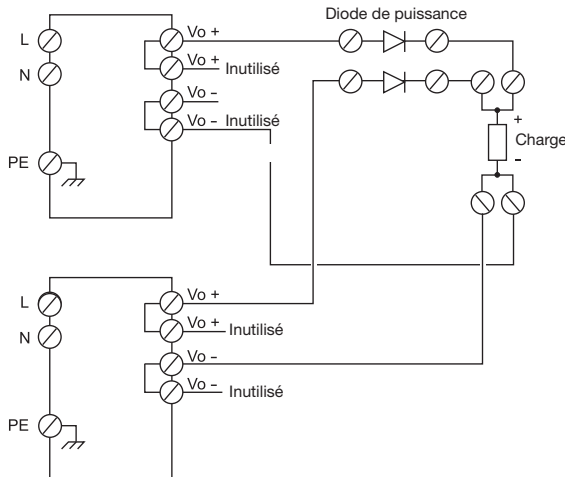 Diode de puissance
L
Vo +
N
Vo + Inutilisé
Vo -
Vo - Inutilisé
+
Charge
-
PE
L
Vo +
N
Vo + Inutilisé
Vo -
Vo - Inutilisé
PE